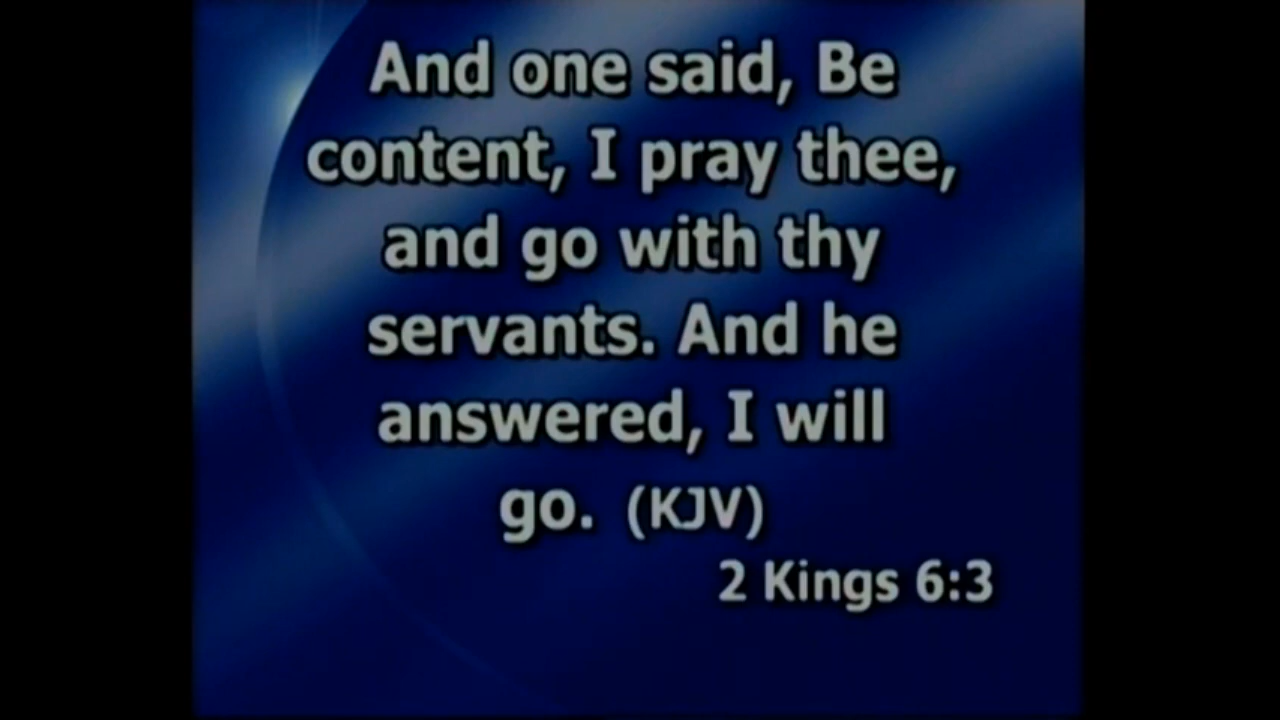 And one said, Be
content, I pray thee,
and go with thy
servants. And he
answered, I will
go. (KJV)
2 Kings 6:3